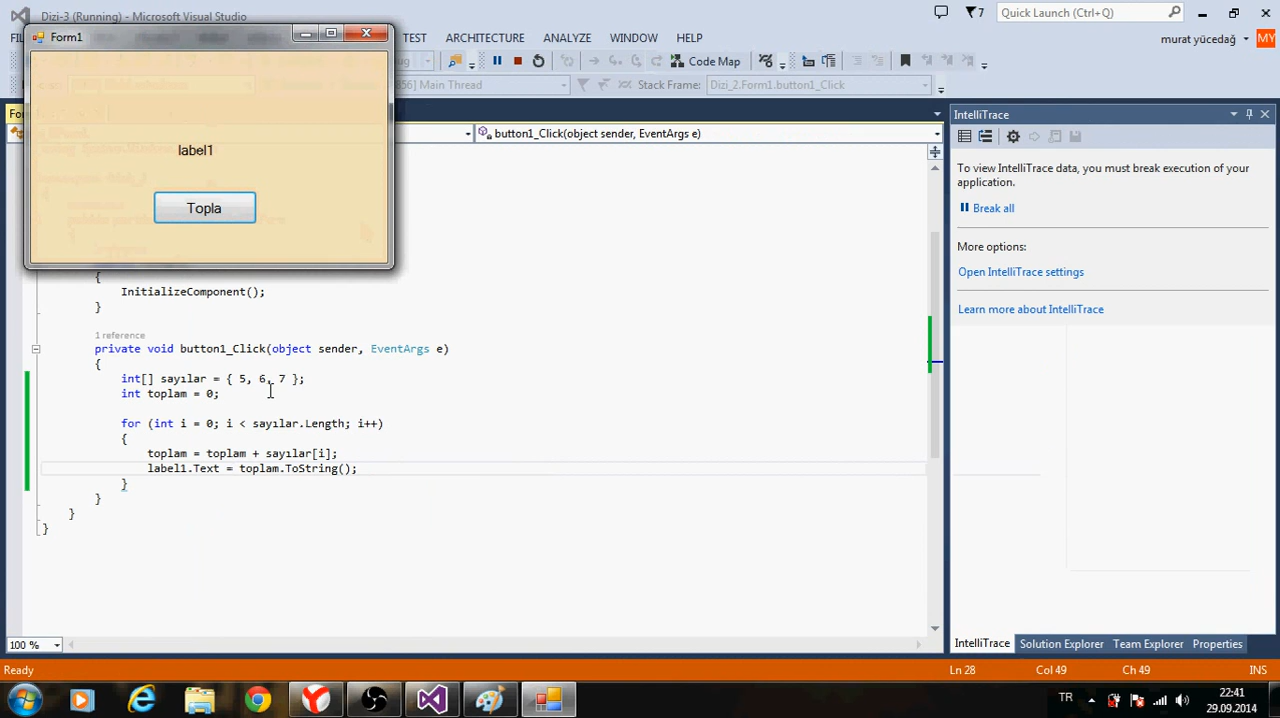 Dizi-3 (Running) - Microsoft Visual Studio
7
Quick Launch (Ctrl+Q)
Form1
TEST ARCHITECTURE ANALYZE WINDOW HELP
murat yücedağ MY
Code Map
Main Thread
Stack Frame: Dizi_2.Form1.button1_Click
button1_Click(object sender, EventArgs e)
label1
Topla
{
InitializeComponent();
}
1 reference
private void button1_Click(object sender, EventArgs e)
{
int[] sayılar = { 5, 6, 7 };
int toplam = 0;
for (int i = 0; i < sayılar.Length; i++)
{
toplam = toplam + sayılar[i];
label1.Text = toplam.ToString();
}
}
}
}
100 %
IntelliTrace
To view IntelliTrace data, you must break execution of your
application.
Break all
More options:
Open IntelliTrace settings
Learn more about IntelliTrace
IntelliTrace Solution Explorer Team Explorer Properties
Ready
Ln 28 Col 49 Ch 49 INS
TR
22:41
29.09.2014